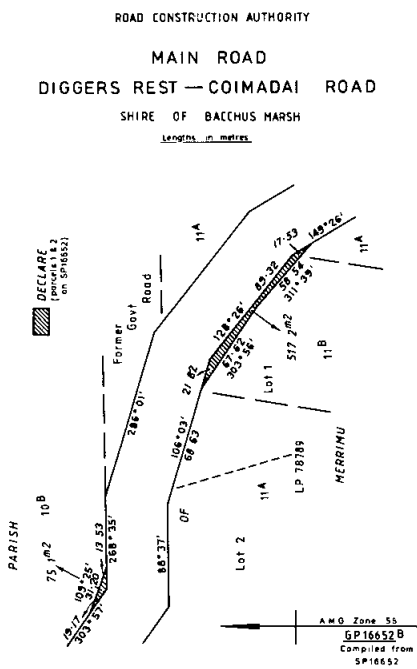 ROAD CONSTRUCTION AUTHORITY
MAIN ROAD
DIGGERS REST — COIMADAI ROAD
SHIRE OF BACCHUS MARSH
Lengths in metres
DECLARE
(parcels 1 & 2
on SP16652)
Former
Govt
Road
11A
17·53
149°26'
11A
89·32
58·54
311°39'
128°26'
67·62
303°56'
517·2m2
21·82
Lot 1
11B
286°01'
106°03'
68·63
LP 78789
MERRIMU
11A
OF
Lot 2
88°37'
PARISH
10B
75·1m2
13·53
268°35'
109°25'
31·20
19·17
303°57'
AMG Zone 55
GP16652B
Compiled from
SP16652